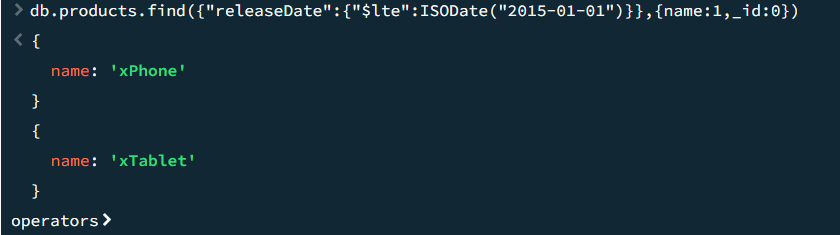 > db.products.find({"releaseDate":{"$lte":ISODate("2015-01-01")}},{name:1,_id:0})
< {
name: 'xPhone'
}
{
name: 'xTablet'
}
operators>